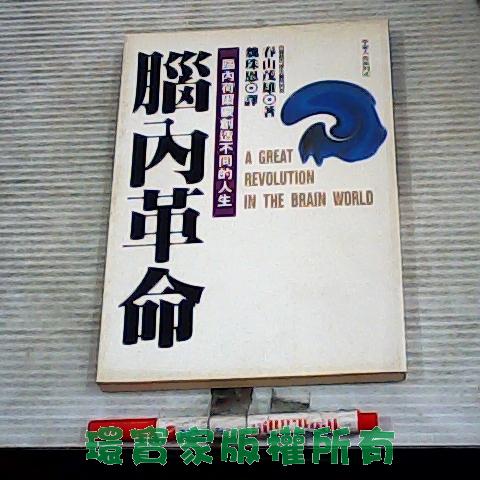 腦內革命
腦內荷爾蒙創造不同的人生
春山茂雄◎著
魏珠恩◎譯
A GREAT
REVOLUTION
IN THE BRAIN WORLD
環寶家版權所有